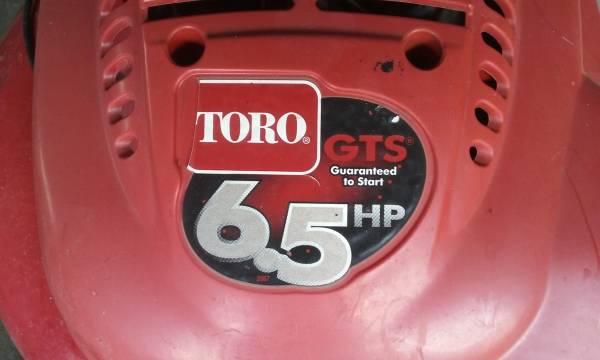 TORO®
GTS®
Guaranteed
to Start
6.5 HP